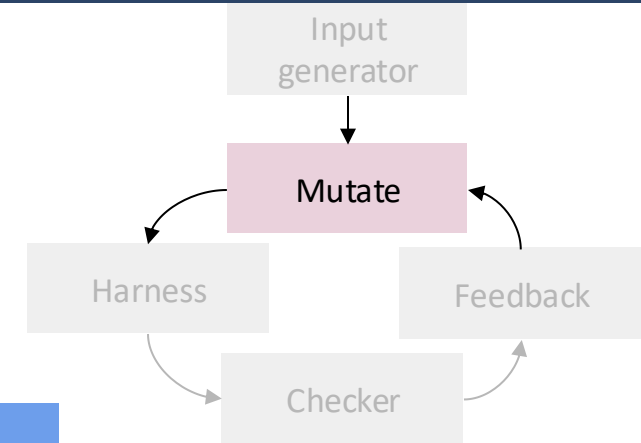 Input
generator
Mutate
Harness
Feedback
Checker